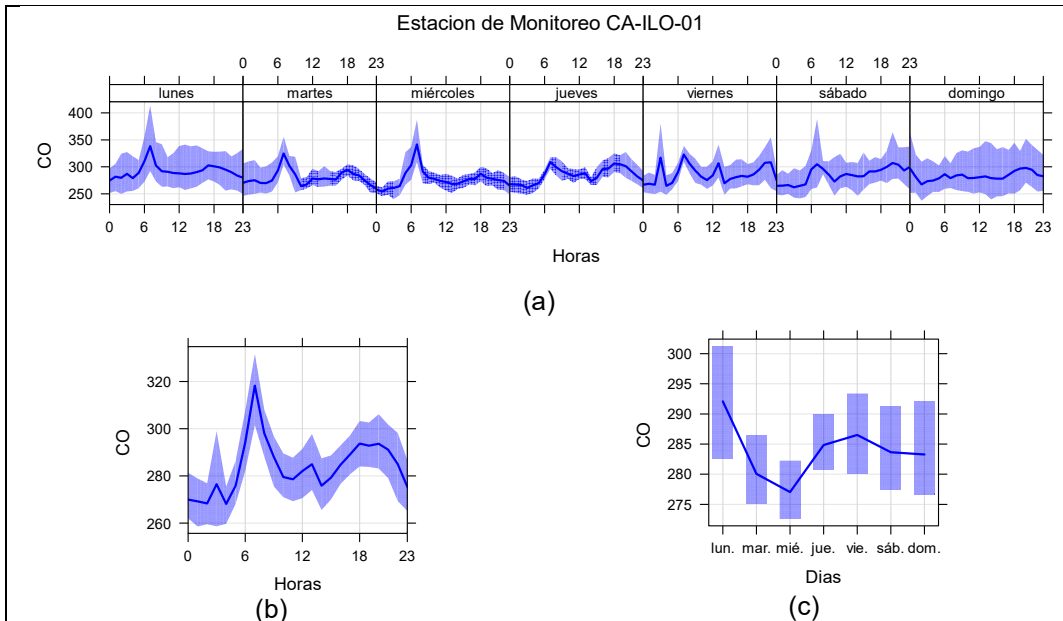 Estacion de Monitoreo CA-ILO-01
0 6 12 18 23 0 6 12 18 23 0 6 12 18 23
lunes martes miércoles jueves viernes sábado domingo
400
350
300
250
CO
0 6 12 18 23 0 6 12 18 23 0 6 12 18 23 0 6 12 18 23
Horas
(a)
320
300
280
260
CO
0 6 12 18 23
Horas
(b)
300
295
290
285
280
275
CO
lun. mar. mié. jue. vie. sáb. dom.
Dias
(c)